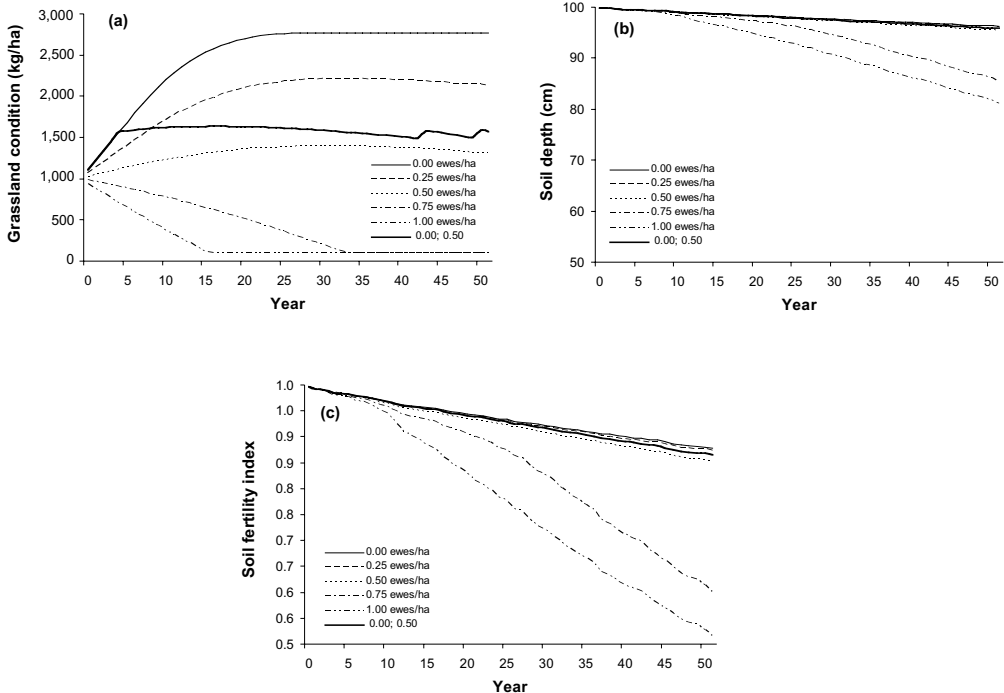 (a)
Grassland condition (kg/ha)
3,000
2,500
2,000
1,500
1,000
500
0
0 5 10 15 20 25 30 35 40 45 50
Year
0.00 ewes/ha
0.25 ewes/ha
0.50 ewes/ha
0.75 ewes/ha
1.00 ewes/ha
0.00; 0.50
(b)
Soil depth (cm)
100
90
80
70
60
50
0 5 10 15 20 25 30 35 40 45 50
Year
0.00 ewes/ha
0.25 ewes/ha
0.50 ewes/ha
0.75 ewes/ha
1.00 ewes/ha
0.00; 0.50
(c)
Soil fertility index
1.0
1.0
0.9
0.9
0.8
0.7
0.7
0.6
0.6
0.5
0.5
0 5 10 15 20 25 30 35 40 45 50
Year
0.00 ewes/ha
0.25 ewes/ha
0.50 ewes/ha
0.75 ewes/ha
1.00 ewes/ha
0.00; 0.50